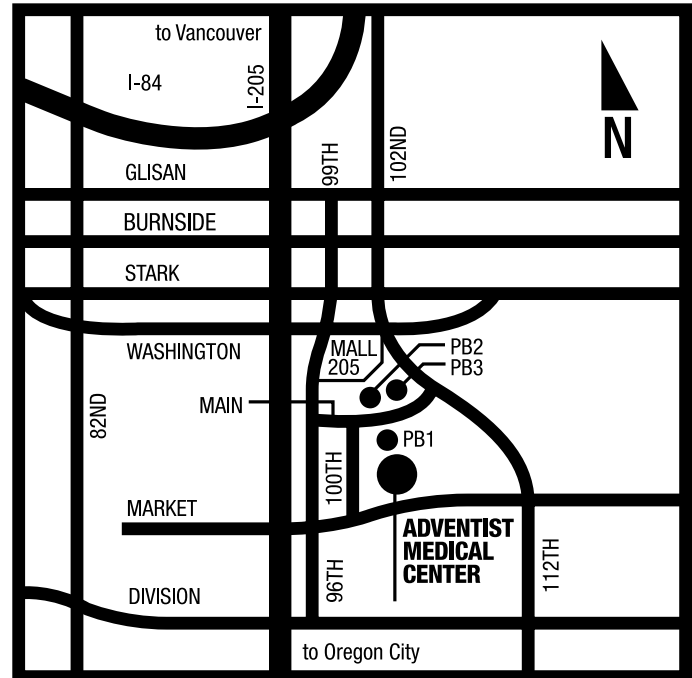 to Vancouver
I-84
I-205
99TH
102ND
N
GLISAN
BURNSIDE
STARK
WASHINGTON
MALL
205
PB2
PB3
MAIN
82ND
PB1
100TH
MARKET
ADVENTIST
MEDICAL
CENTER
96TH
112TH
DIVISION
to Oregon City